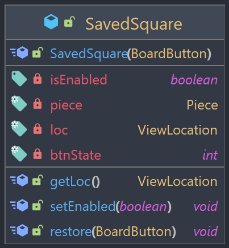 SavedSquare
SavedSquare(BoardButton)
isEnabled boolean
piece Piece
loc ViewLocation
btnState int
getLoc() ViewLocation
setEnabled(boolean) void
restore(BoardButton) void